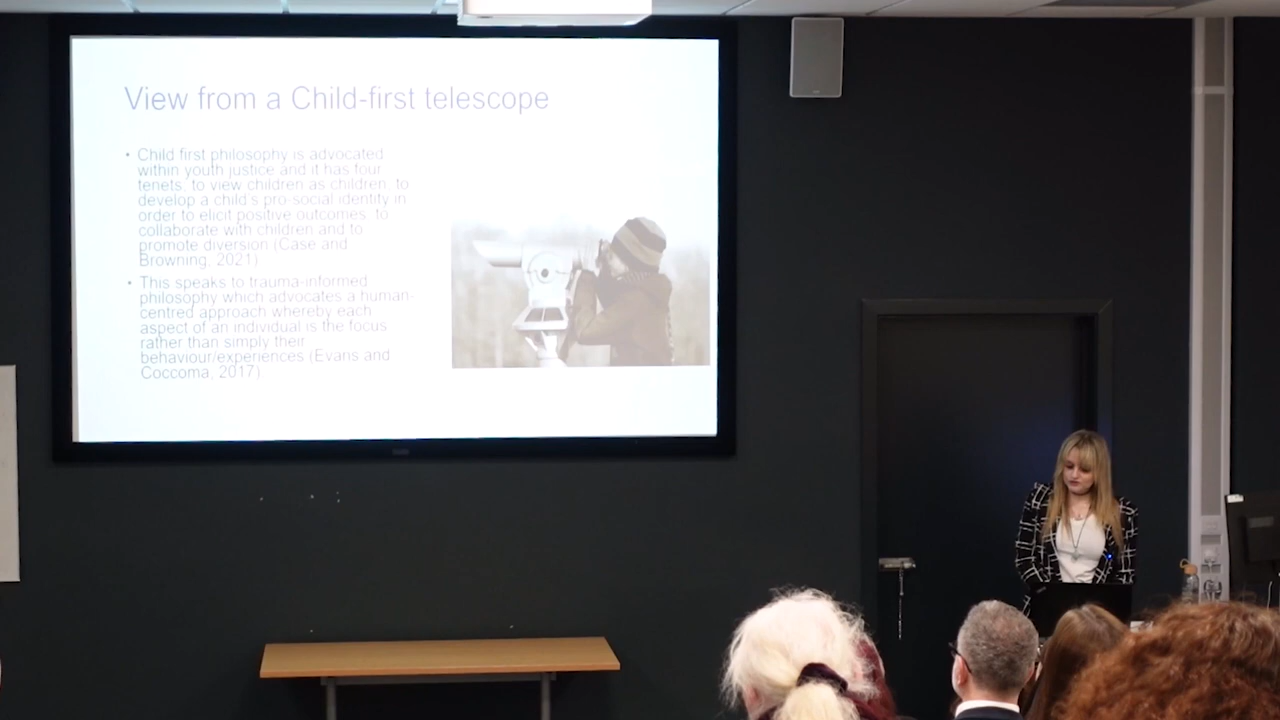 View from a Child-first telescope
• Child first philosophy is advocated
within youth justice and it has four
tenets; to view children as children, to
develop a child's pro-social identity in
order to elicit positive outcomes, to
collaborate with children and to
promote diversion (Case and
Browning, 2021)
• This speaks to trauma-informed
philosophy which advocates a human-
centred approach whereby each
aspect of an individual is the focus
rather than simply their
behaviour/experiences (Evans and
Coccoma, 2017)